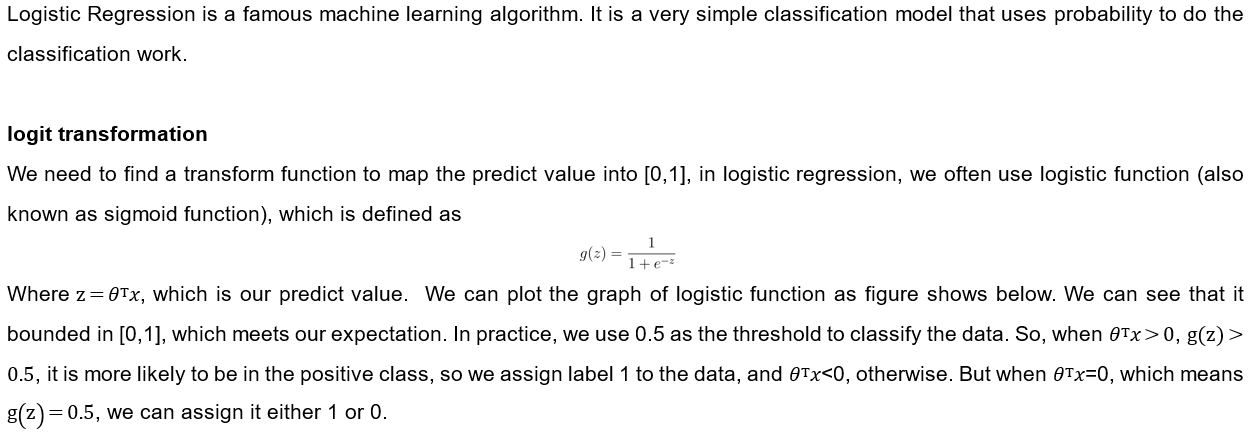 Logistic Regression is a famous machine learning algorithm. It is a very simple classification model that uses probability to do the
classification work.
logit transformation
We need to find a transform function to map the predict value into [0,1], in logistic regression, we often use logistic function (also
known as sigmoid function), which is defined as
g(z) = 1 / (1 + e^{-z})
Where z = θᵀx, which is our predict value. We can plot the graph of logistic function as figure shows below. We can see that it
bounded in [0,1], which meets our expectation. In practice, we use 0.5 as the threshold to classify the data. So, when θᵀx > 0, g(z) >
0.5, it is more likely to be in the positive class, so we assign label 1 to the data, and θᵀx<0, otherwise. But when θᵀx=0, which means
g(z) = 0.5, we can assign it either 1 or 0.